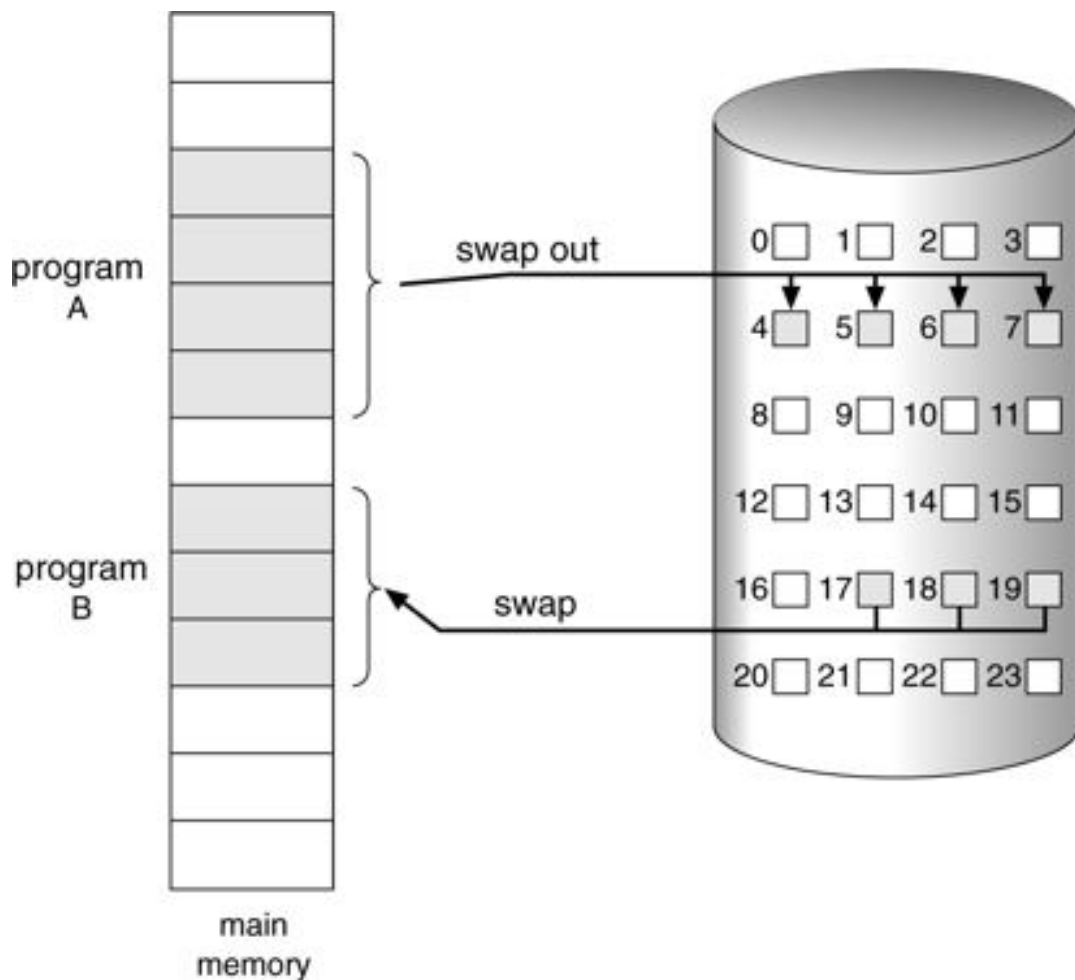 program
A
program
B
main
memory
swap out
swap
0 1 2 3
4 5 6 7
8 9 10 11
12 13 14 15
16 17 18 19
20 21 22 23